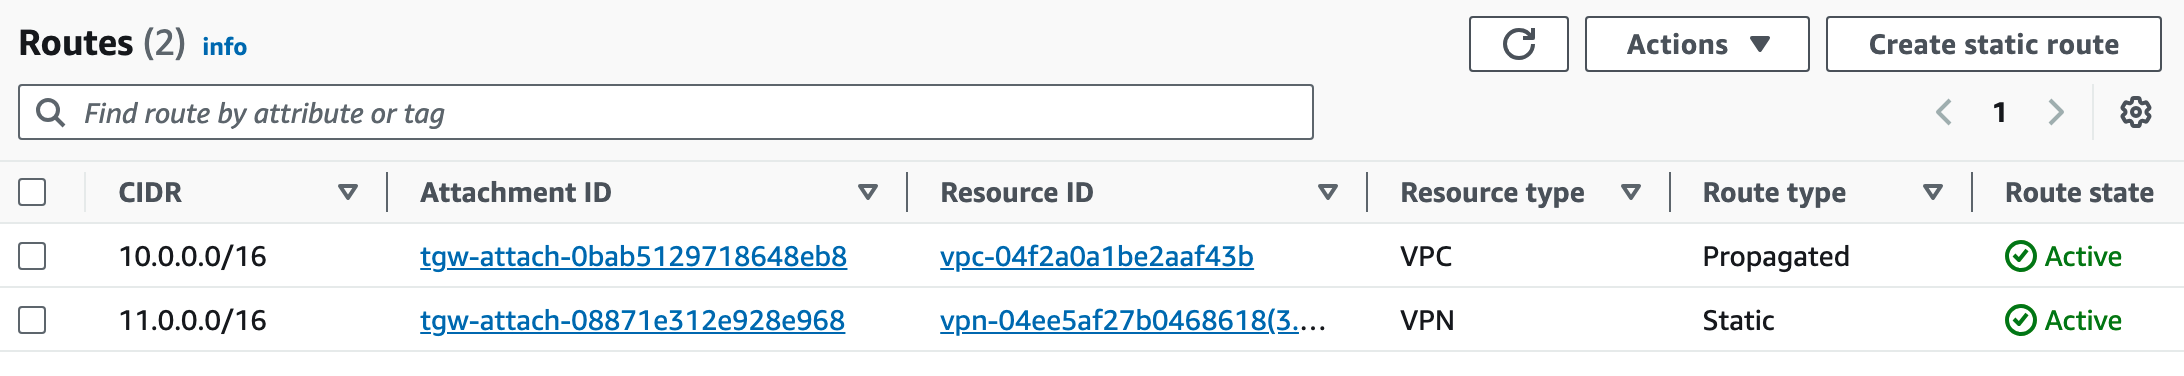 Routes (2) info
Actions
Create static route
Find route by attribute or tag
1
CIDR Attachment ID Resource ID Resource type Route type Route state
10.0.0.0/16 tgw-attach-0bab5129718648eb8 vpc-04f2a0a1be2aaf43b VPC Propagated Active
11.0.0.0/16 tgw-attach-08871e312e928e968 vpn-04ee5af27b0468618(3.... VPN Static Active